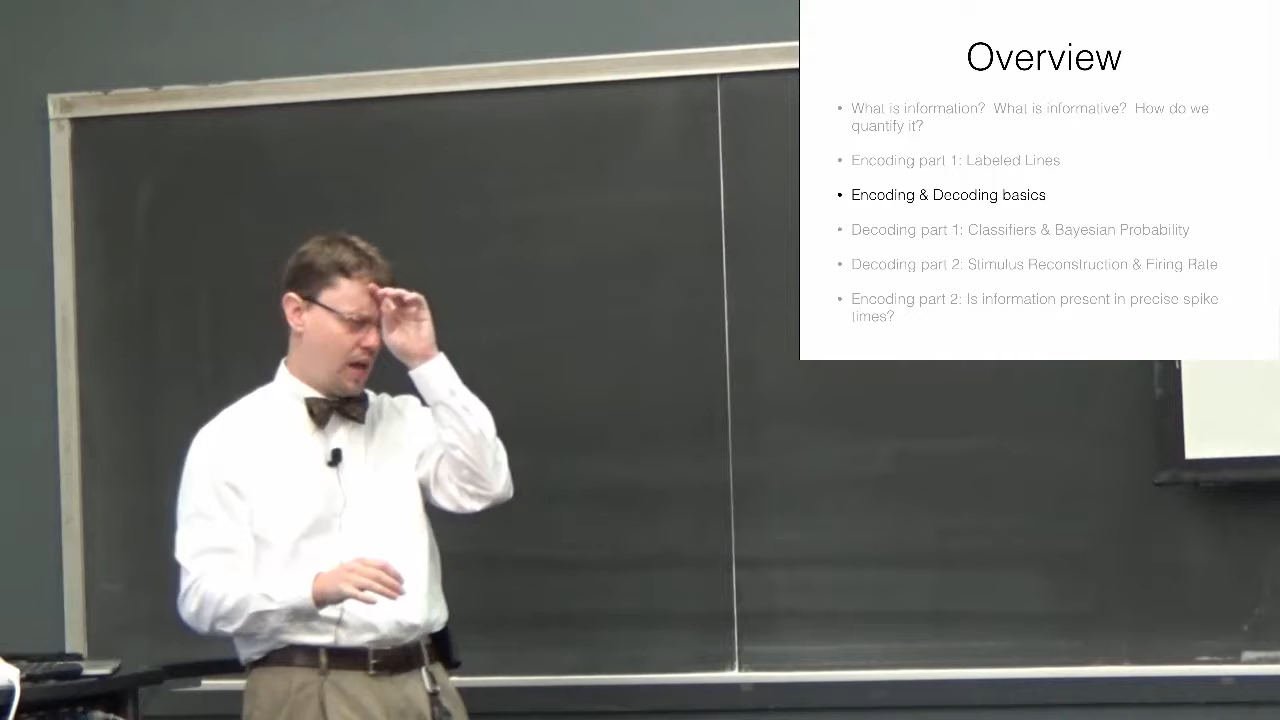 Overview
• What is information? What is informative? How do we
quantify it?
• Encoding part 1: Labeled Lines
• Encoding & Decoding basics
• Decoding part 1: Classifiers & Bayesian Probability
• Decoding part 2: Stimulus Reconstruction & Firing Rate
• Encoding part 2: Is information present in precise spike
times?